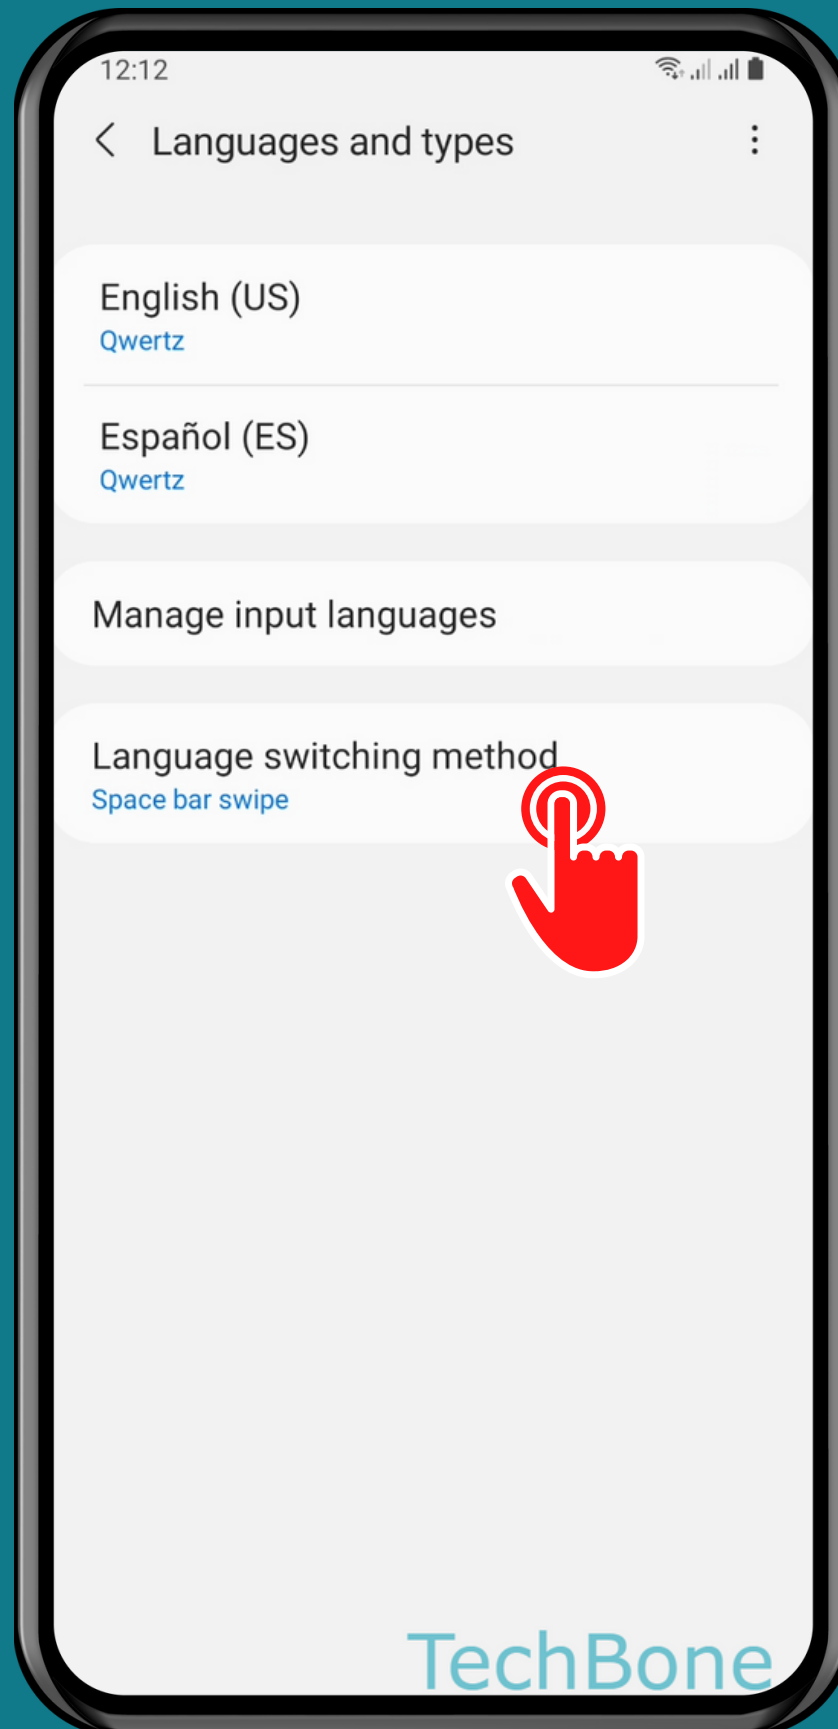 12:12
Languages and types
English (US)
Qwertz
Español (ES)
Qwertz
Manage input languages
Language switching method
Space bar swipe
TechBone